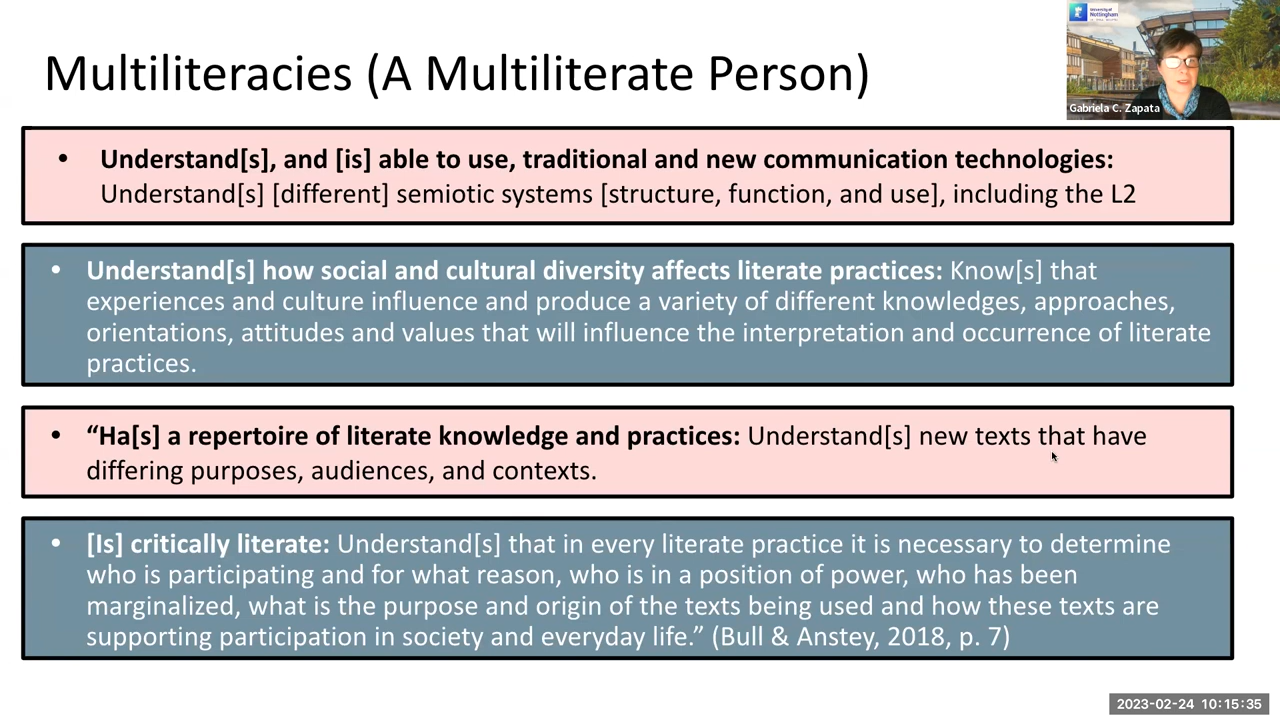 University of
Nottingham
Multiliteracies (A Multiliterate Person)
Gabriela C. Zapata
• Understand[s], and [is] able to use, traditional and new communication technologies:
Understand[s] [different] semiotic systems [structure, function, and use], including the L2
• Understand[s] how social and cultural diversity affects literate practices: Know[s] that
experiences and culture influence and produce a variety of different knowledges, approaches,
orientations, attitudes and values that will influence the interpretation and occurrence of literate
practices.
• “Ha[s] a repertoire of literate knowledge and practices: Understand[s] new texts that have
differing purposes, audiences, and contexts.
• [Is] critically literate: Understand[s] that in every literate practice it is necessary to determine
who is participating and for what reason, who is in a position of power, who has been
marginalized, what is the purpose and origin of the texts being used and how these texts are
supporting participation in society and everyday life.” (Bull & Anstey, 2018, p. 7)
2023-02-24 10:15:35